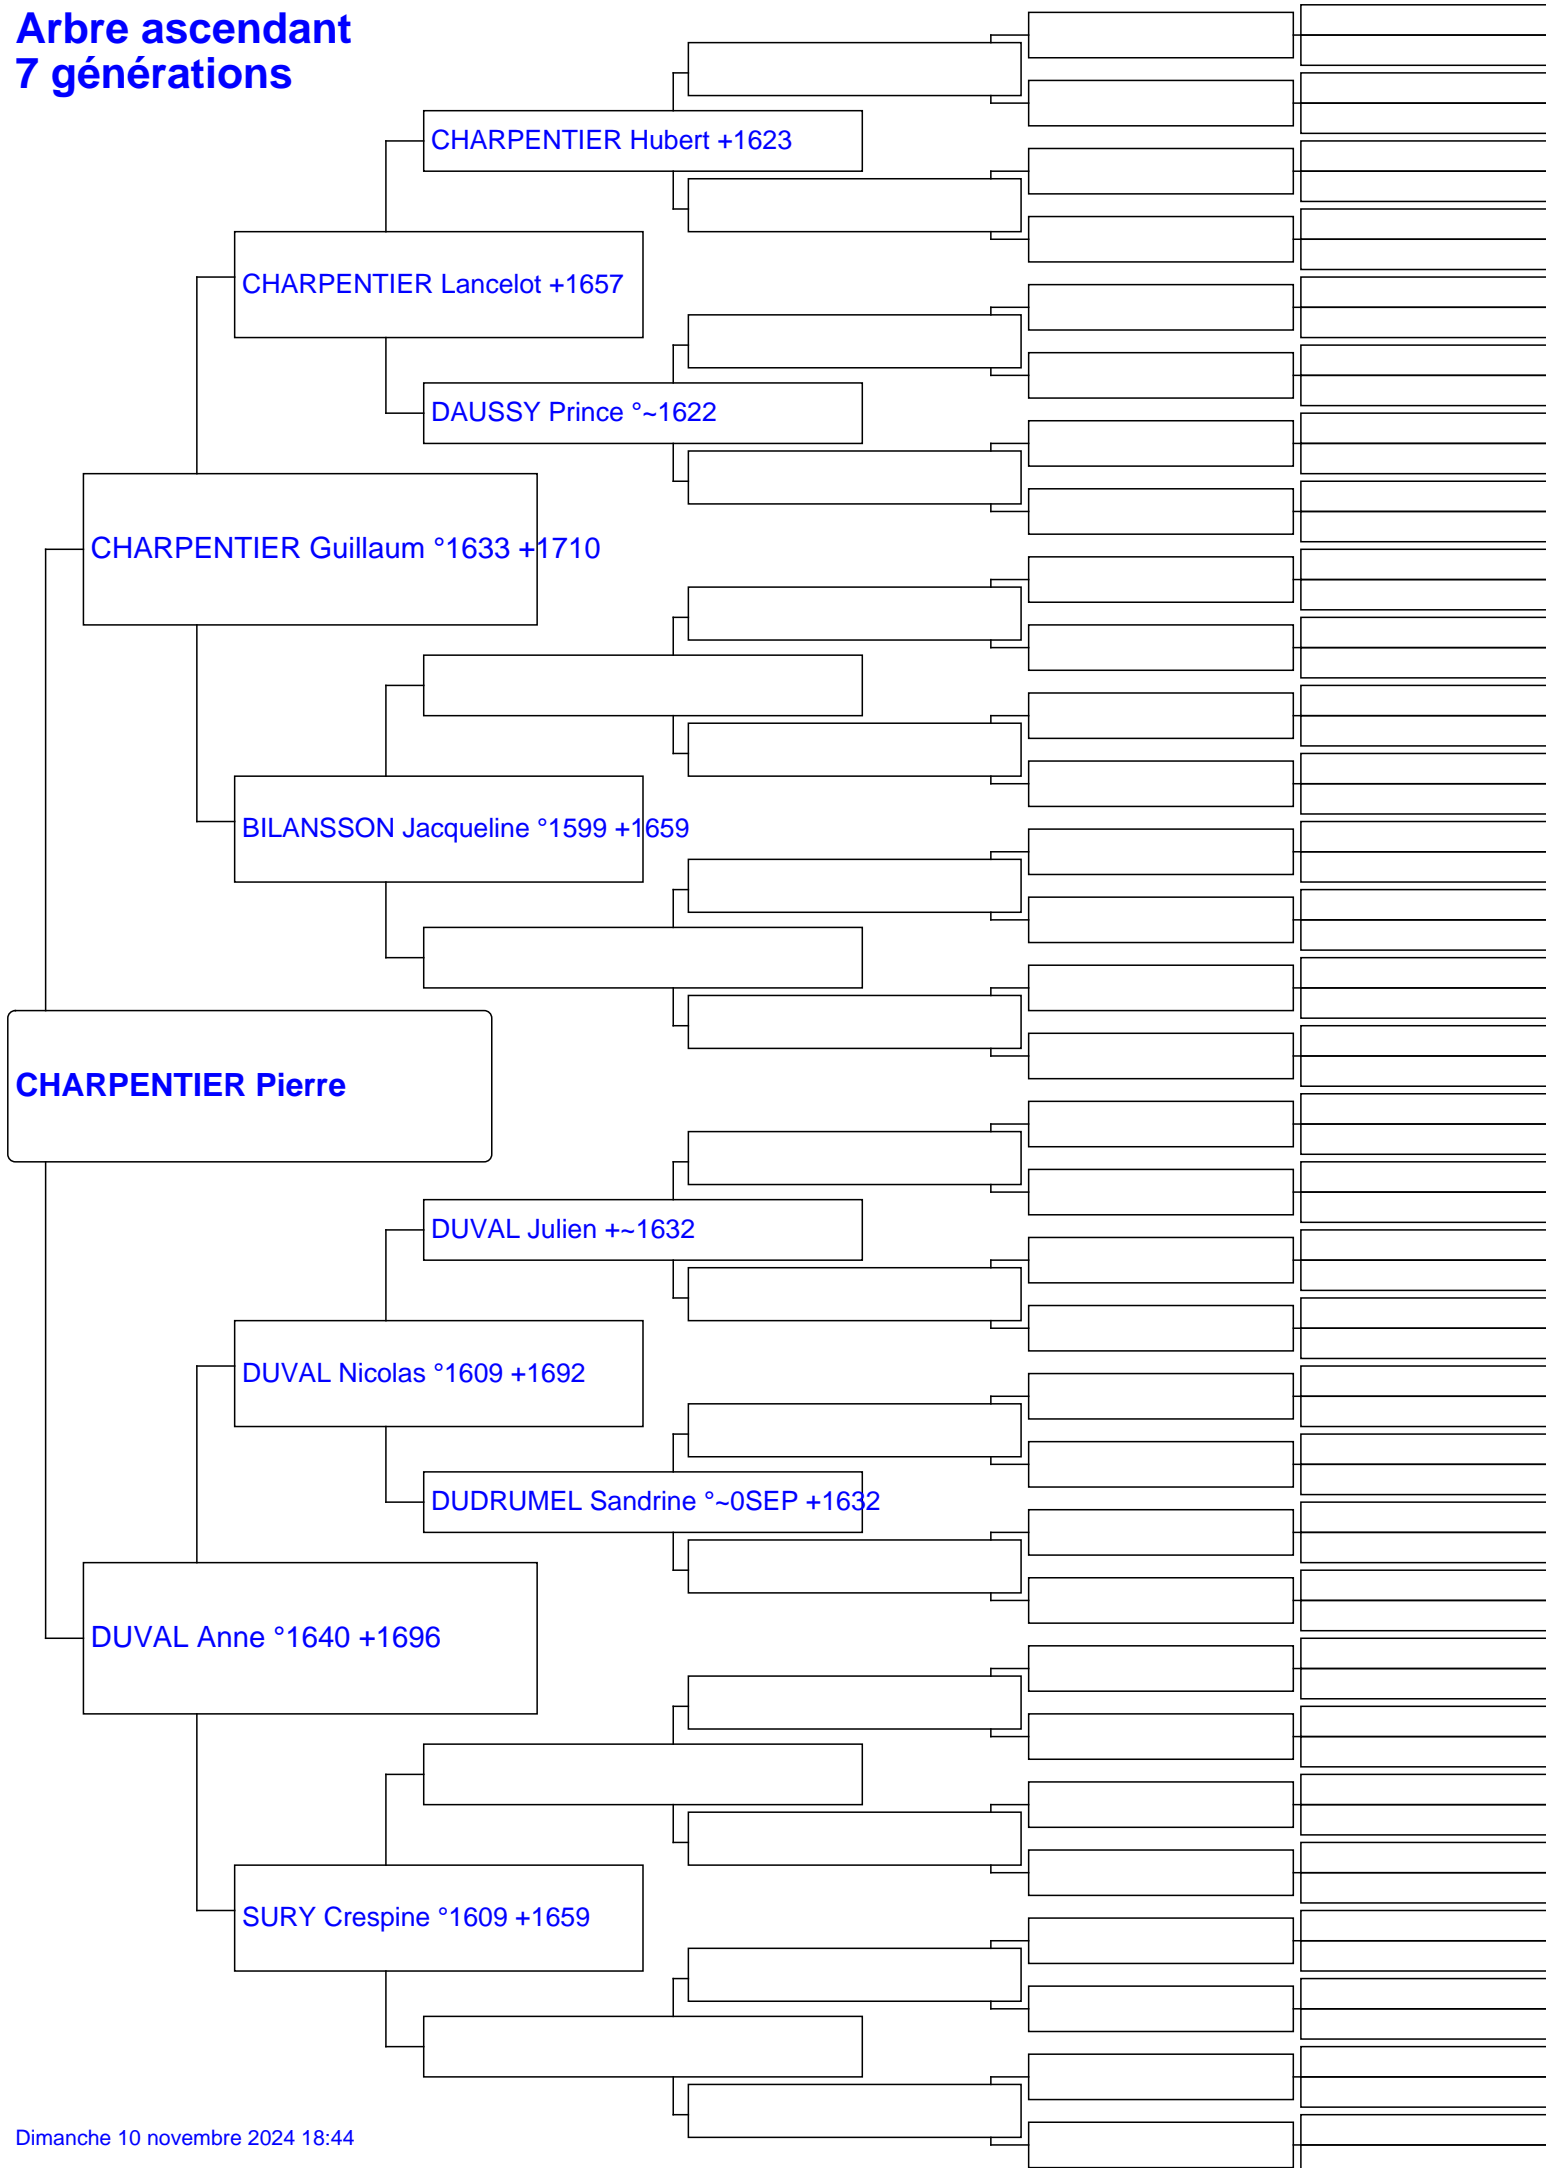 Arbre ascendant
7 générations
CHARPENTIER Hubert +1623
CHARPENTIER Lancelot +1657
DAUSSY Prince °~1622
CHARPENTIER Guillaum °1633 +1710
BILANSSON Jacqueline °1599 +1659
CHARPENTIER Pierre
DUVAL Julien +~1632
DUVAL Nicolas °1609 +1692
DUDRUMEL Sandrine °~0SEP +1632
DUVAL Anne °1640 +1696
SURY Crespine °1609 +1659
Dimanche 10 novembre 2024 18:44